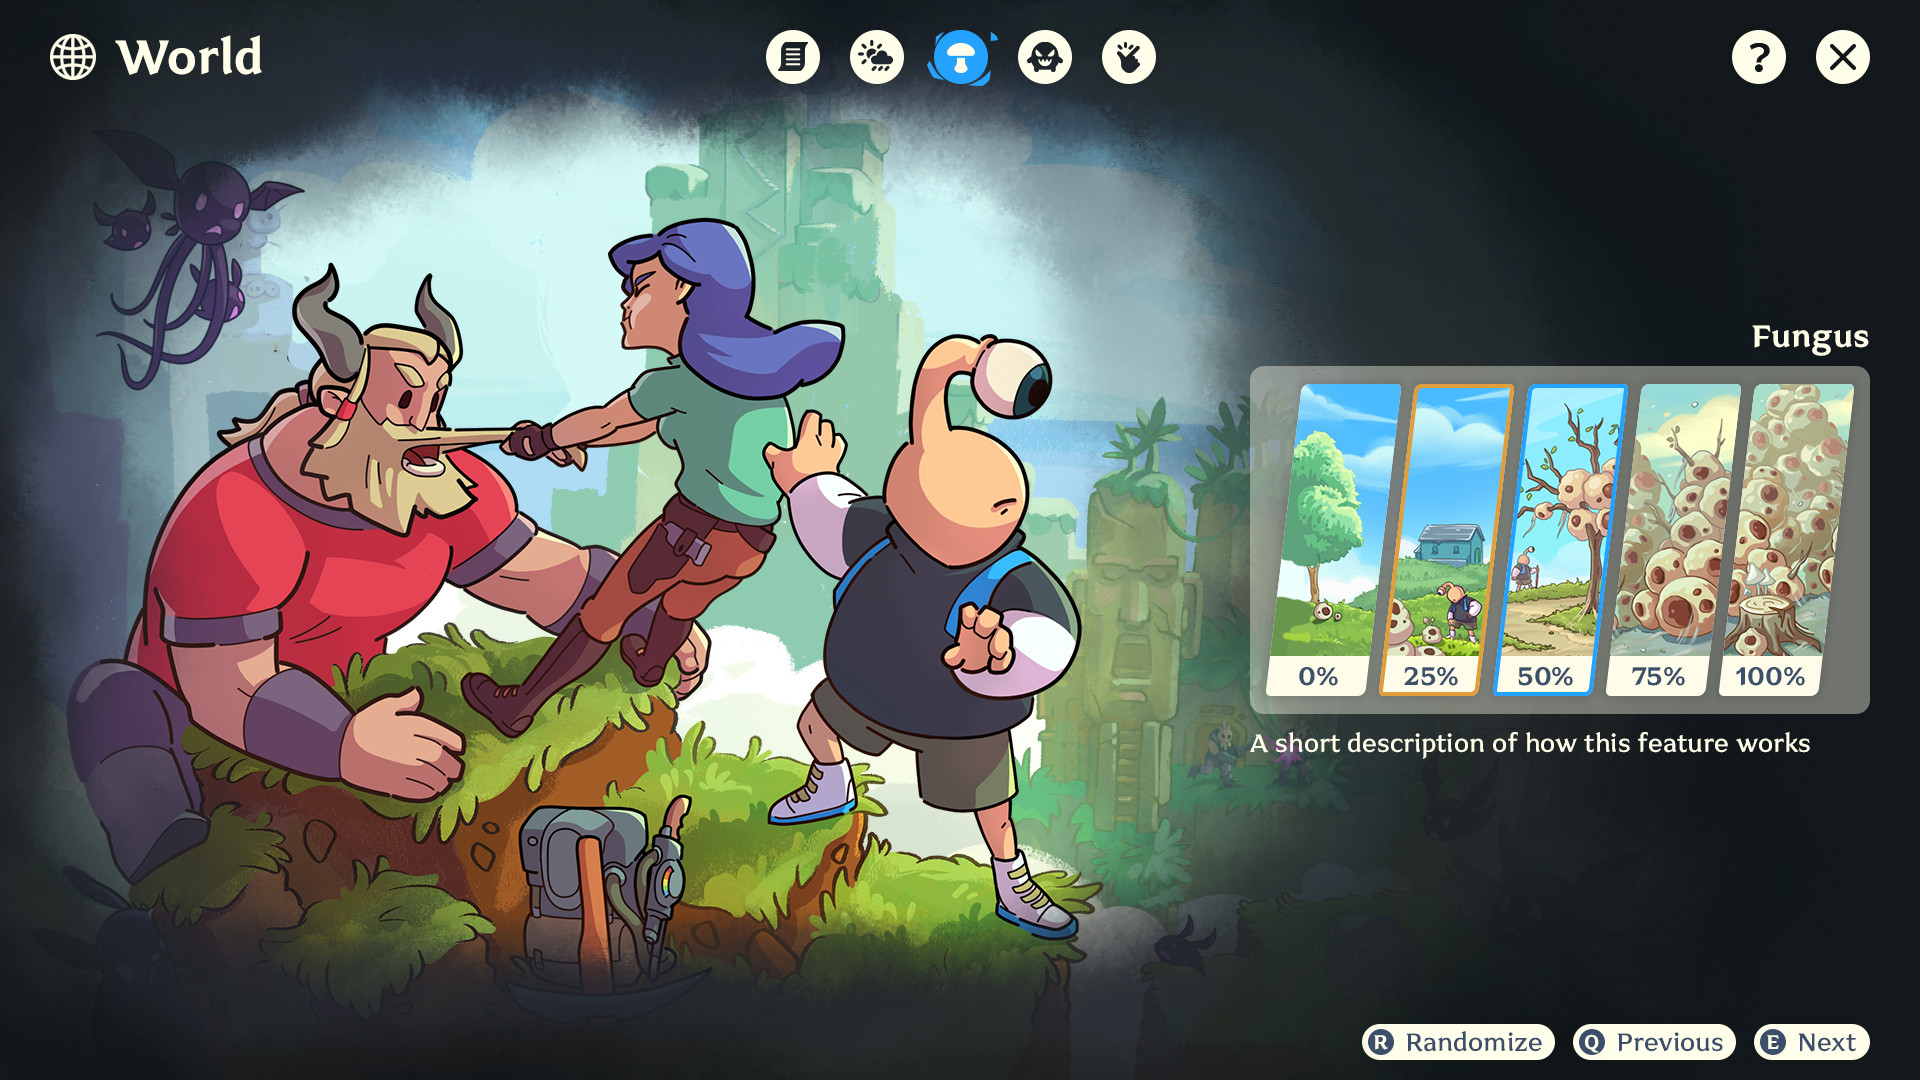 World
?
Fungus
0% 25% 50% 75% 100%
A short description of how this feature works
R Randomize Q Previous E Next